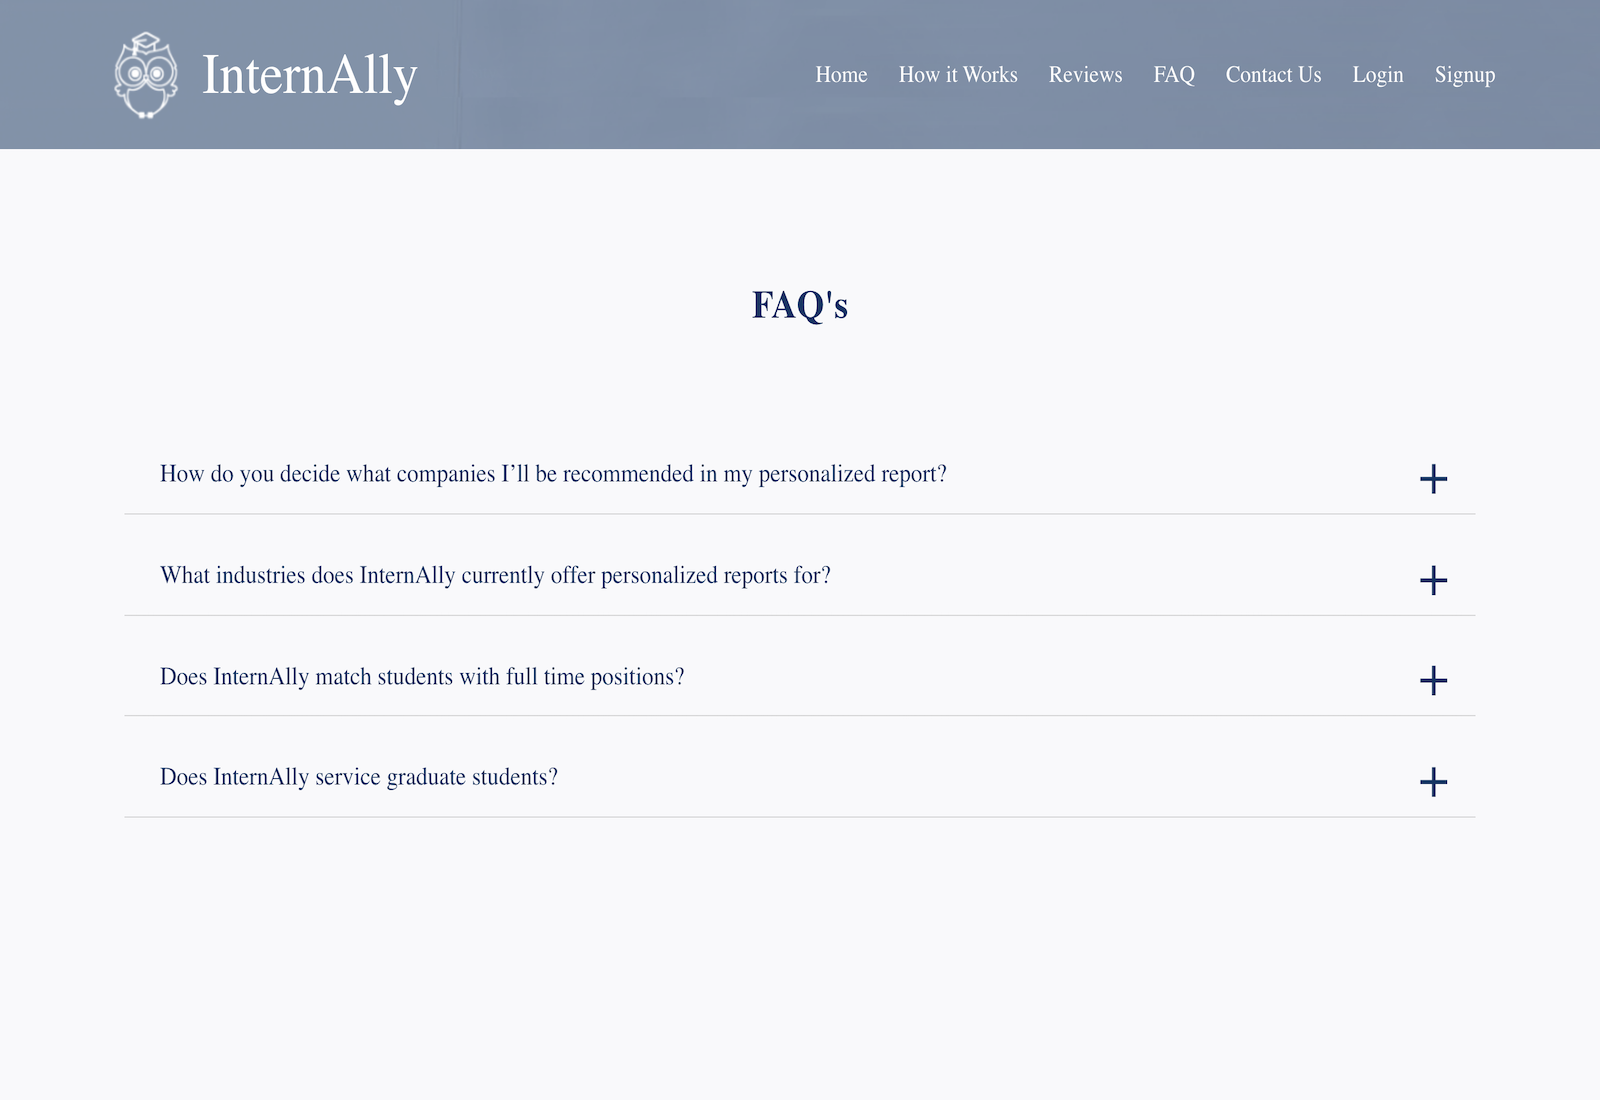 InternAlly
Home How it Works Reviews FAQ Contact Us Login Signup
FAQ's
How do you decide what companies I’ll be recommended in my personalized report?
What industries does InternAlly currently offer personalized reports for?
Does InternAlly match students with full time positions?
Does InternAlly service graduate students?